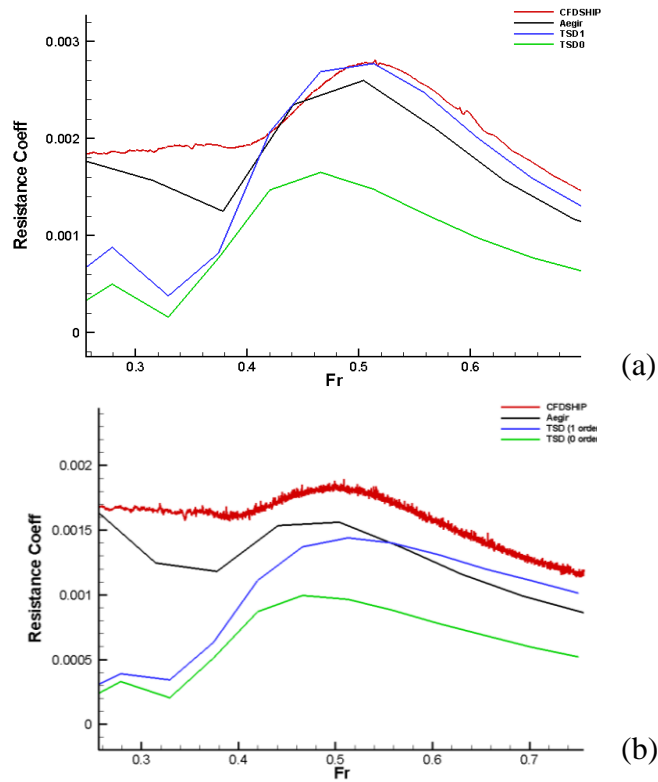 CFDSHIP
Aegir
TSD1
TSD0
0.003
0.002
0.001
0
Resistance Coeff
0.3
0.4
0.5
0.6
Fr
(a)
CFDSHIP
Aegir
TSD (1 orde
TSD (0 orde
0.002
0.0015
0.001
0.0005
0
Resistance Coeff
0.3
0.4
0.5
0.6
0.7
Fr
(b)